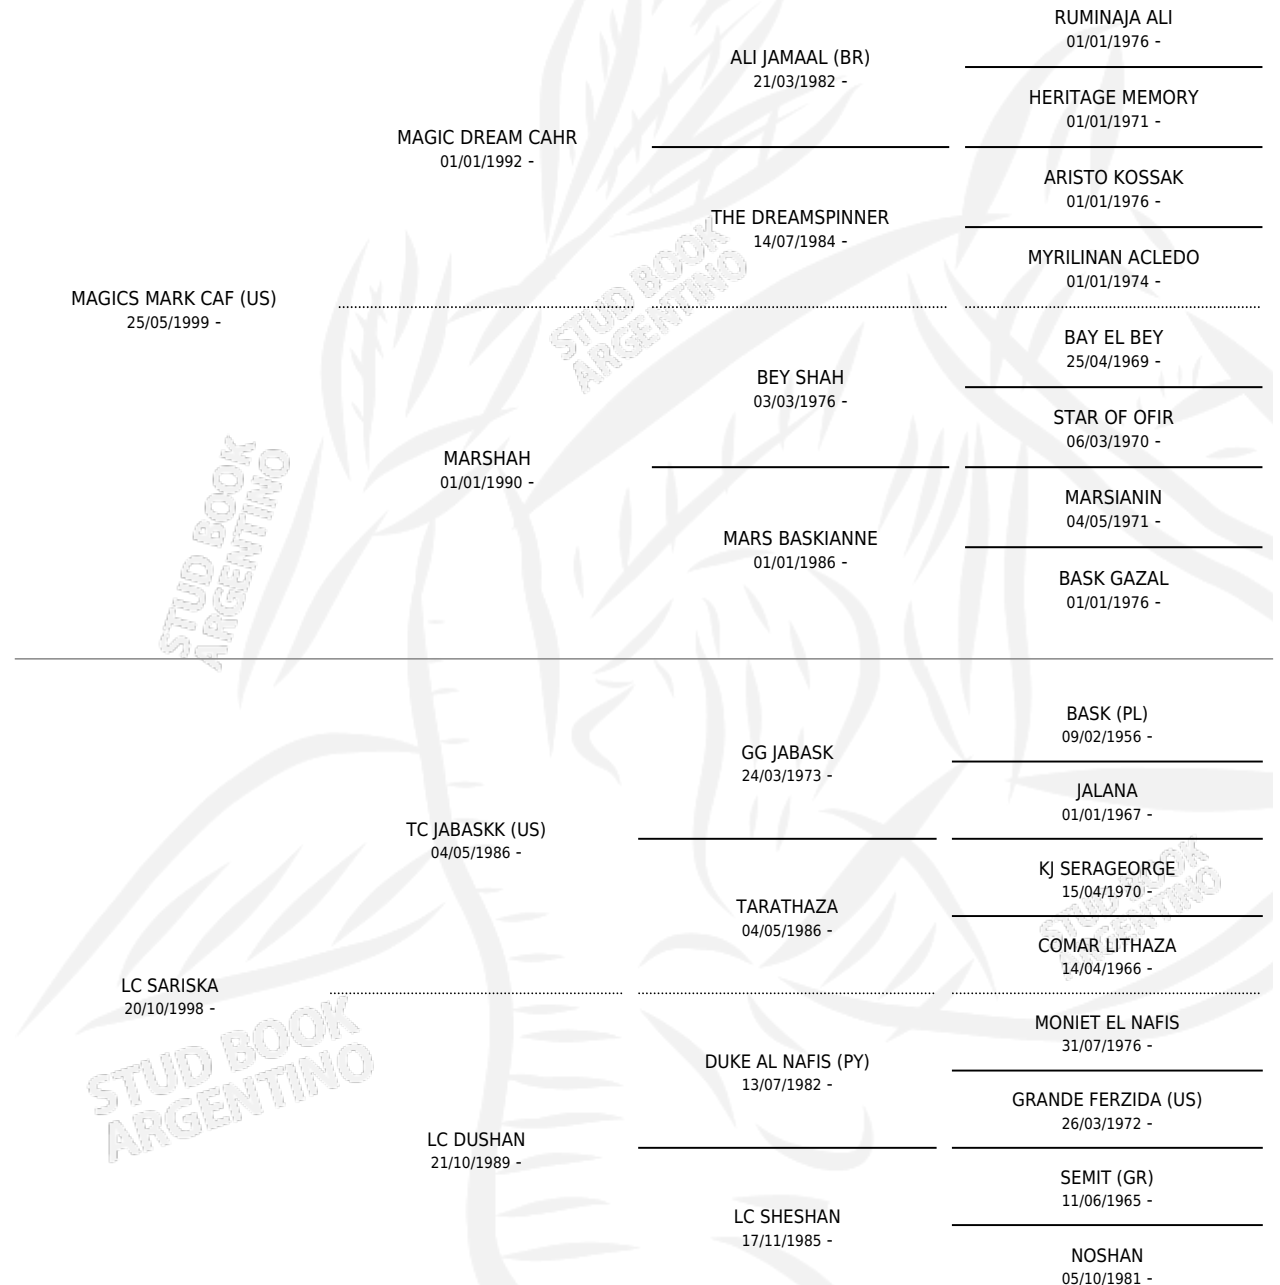 RUMINAJA ALI
01/01/1976 -
ALI JAMAAL (BR)
21/03/1982 -
HERITAGE MEMORY
01/01/1971 -
MAGIC DREAM CAHR
01/01/1992 -
ARISTO KOSSAK
01/01/1976 -
THE DREAMSPINNER
14/07/1984 -
MYRILINAN ACLEDO
01/01/1974 -
MAGICS MARK CAF (US)
25/05/1999 -
BAY EL BEY
25/04/1969 -
BEY SHAH
03/03/1976 -
STAR OF OFIR
06/03/1970 -
MARSHAH
01/01/1990 -
MARSIANIN
04/05/1971 -
MARS BASKIANNE
01/01/1986 -
BASK GAZAL
01/01/1976 -
BASK (PL)
09/02/1956 -
GG JABASK
24/03/1973 -
JALANA
01/01/1967 -
TC JABASKK (US)
04/05/1986 -
KJ SERAGEORGE
15/04/1970 -
TARATHAZA
04/05/1986 -
COMAR LITHAZA
14/04/1966 -
LC SARISKA
20/10/1998 -
MONIET EL NAFIS
31/07/1976 -
DUKE AL NAFIS (PY)
13/07/1982 -
GRANDE FERZIDA (US)
26/03/1972 -
LC DUSHAN
21/10/1989 -
SEMIT (GR)
11/06/1965 -
LC SHESHAN
17/11/1985 -
NOSHAN
05/10/1981 -
STUD BOOK
ARGENTINO
STUD BOOK
ARGENTINO
STUD BOOK
ARGENTINO
STUD BOOK
ARGENTINO